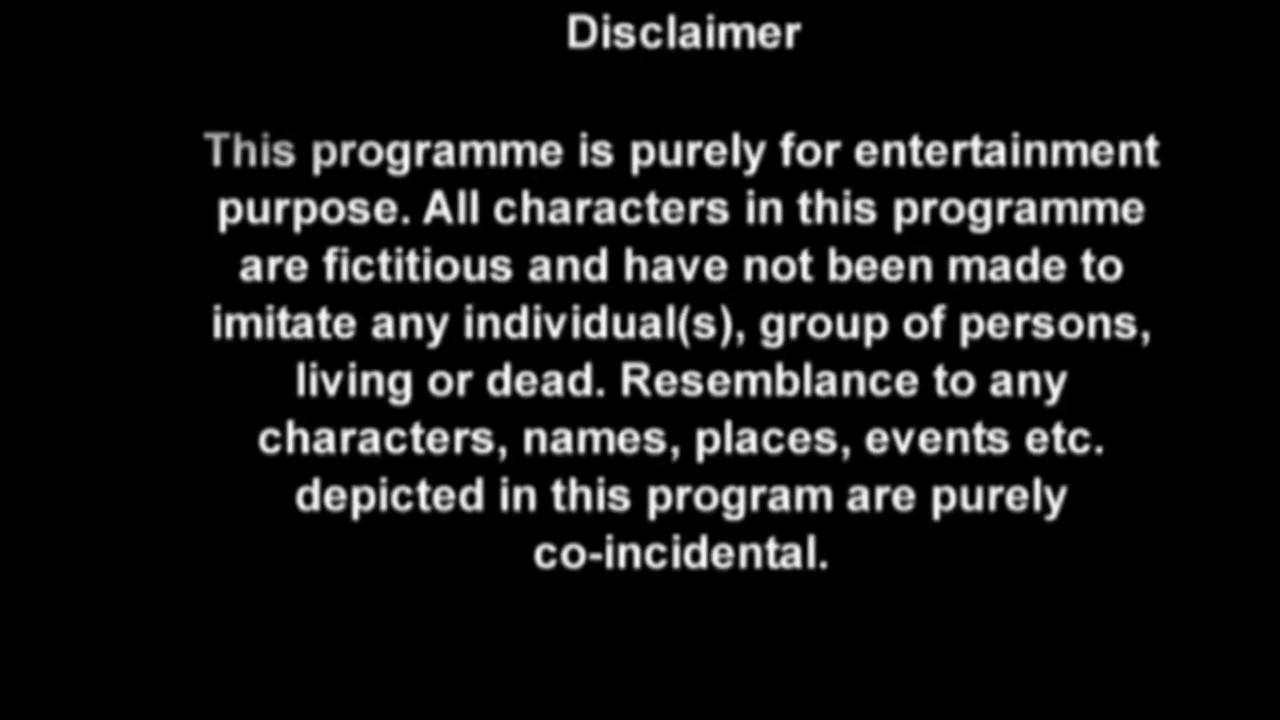 Disclaimer
This programme is purely for entertainment
purpose. All characters in this programme
are fictitious and have not been made to
imitate any individual(s), group of persons,
living or dead. Resemblance to any
characters, names, places, events etc.
depicted in this program are purely
co-incidental.